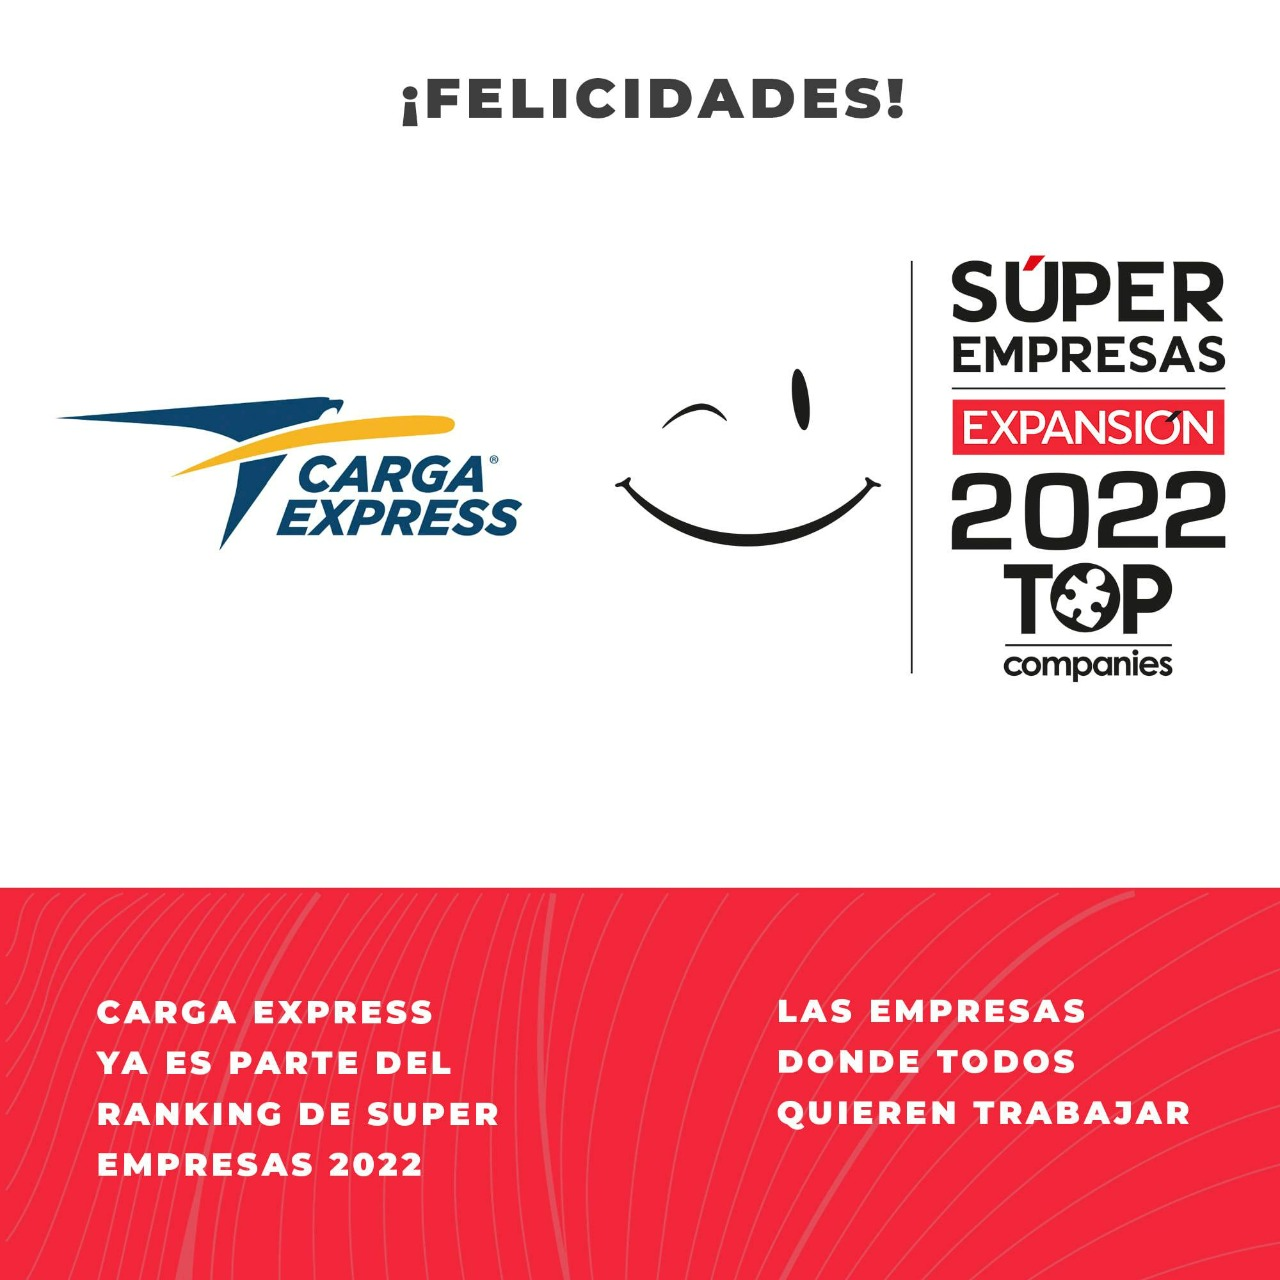 ¡FELICIDADES!
CARGA®
EXPRESS
SÚPER
EMPRESAS
EXPANSIÓN
2022
TOP
companies
CARGA EXPRESS
YA ES PARTE DEL
RANKING DE SUPER
EMPRESAS 2022
LAS EMPRESAS
DONDE TODOS
QUIEREN TRABAJAR